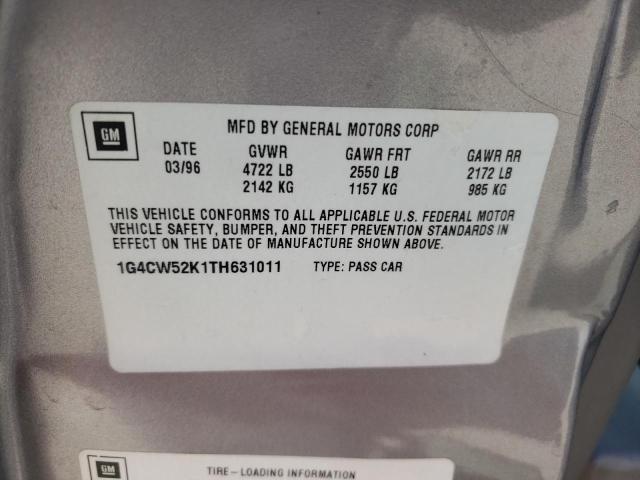 GM
MFD BY GENERAL MOTORS CORP
DATE GVWR GAWR FRT GAWR RR
03/96 4722 LB 2550 LB 2172 LB
2142 KG 1157 KG 985 KG
THIS VEHICLE CONFORMS TO ALL APPLICABLE U.S. FEDERAL MOTOR
VEHICLE SAFETY, BUMPER, AND THEFT PREVENTION STANDARDS IN
EFFECT ON THE DATE OF MANUFACTURE SHOWN ABOVE.
1G4CW52K1TH631011 TYPE: PASS CAR
GM
TIRE-LOADING INFORMATION